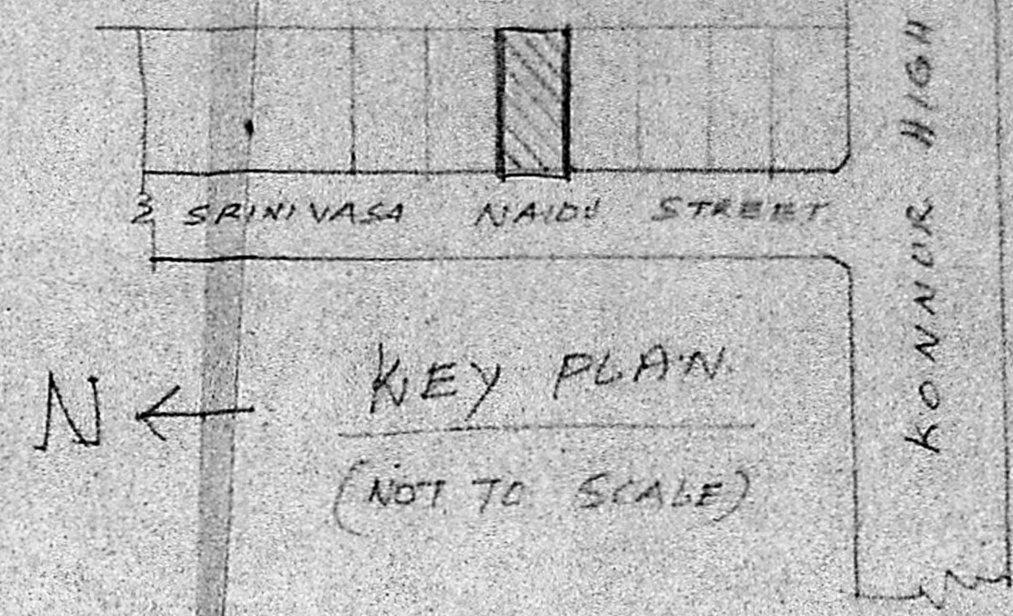 SRINIVASA NAIDU STREET
KONNUR HIGH
KEY PLAN
N
(NOT TO SCALE)